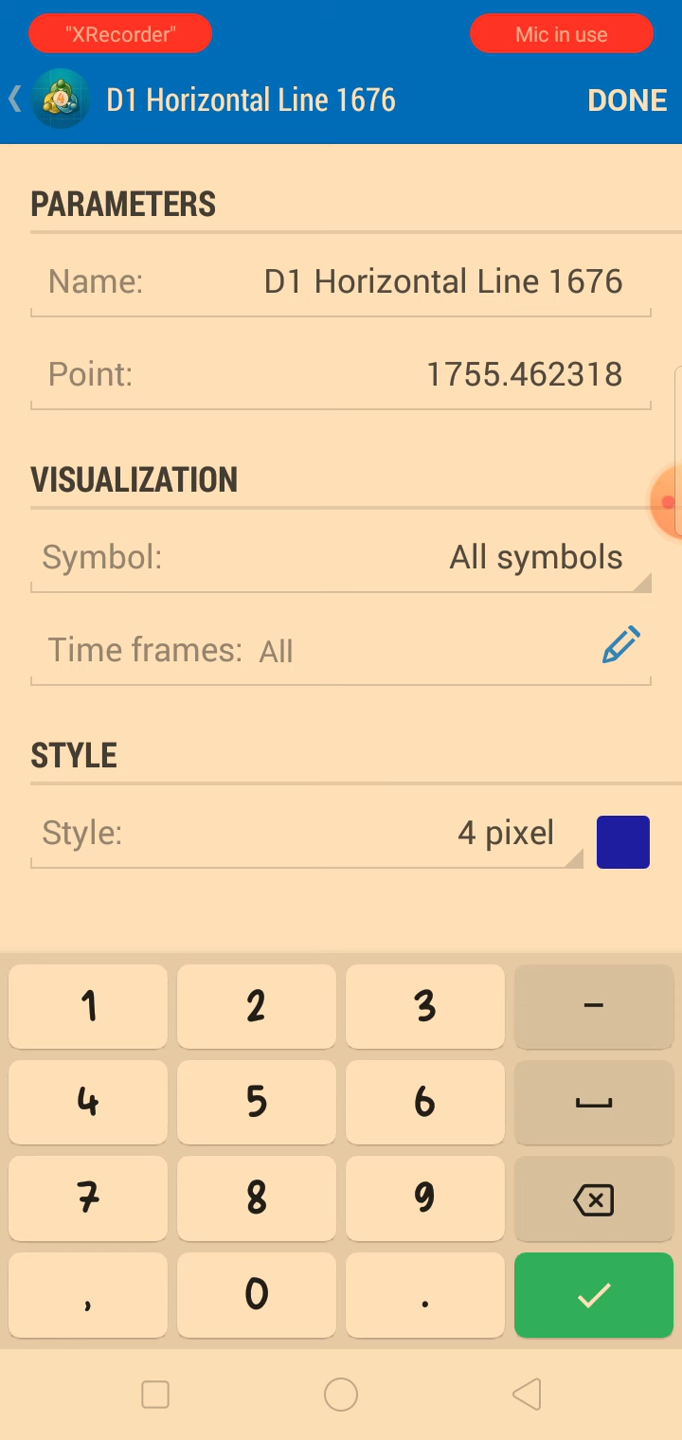 "XRecorder"
Mic in use
D1 Horizontal Line 1676
DONE
PARAMETERS
Name: D1 Horizontal Line 1676
Point: 1755.462318
VISUALIZATION
Symbol: All symbols
Time frames: All
STYLE
Style: 4 pixel
1 2 3 -
4 5 6
7 8 9
, 0 .